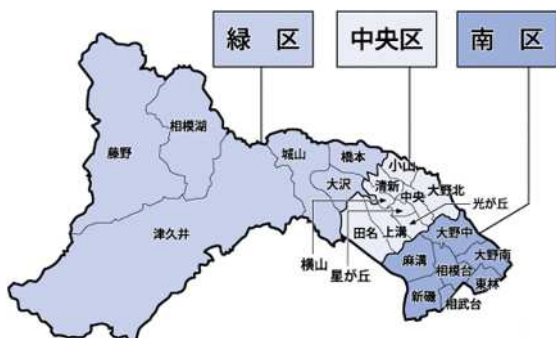 緑 区
中央区
南 区
藤野
相模湖
津久井
城山
橋本
大沢
小山
清新
中央
大野北
横山
星が丘
光が丘
田名
上溝
大野中
麻溝
大野南
相模台
東林
新磯
相武台